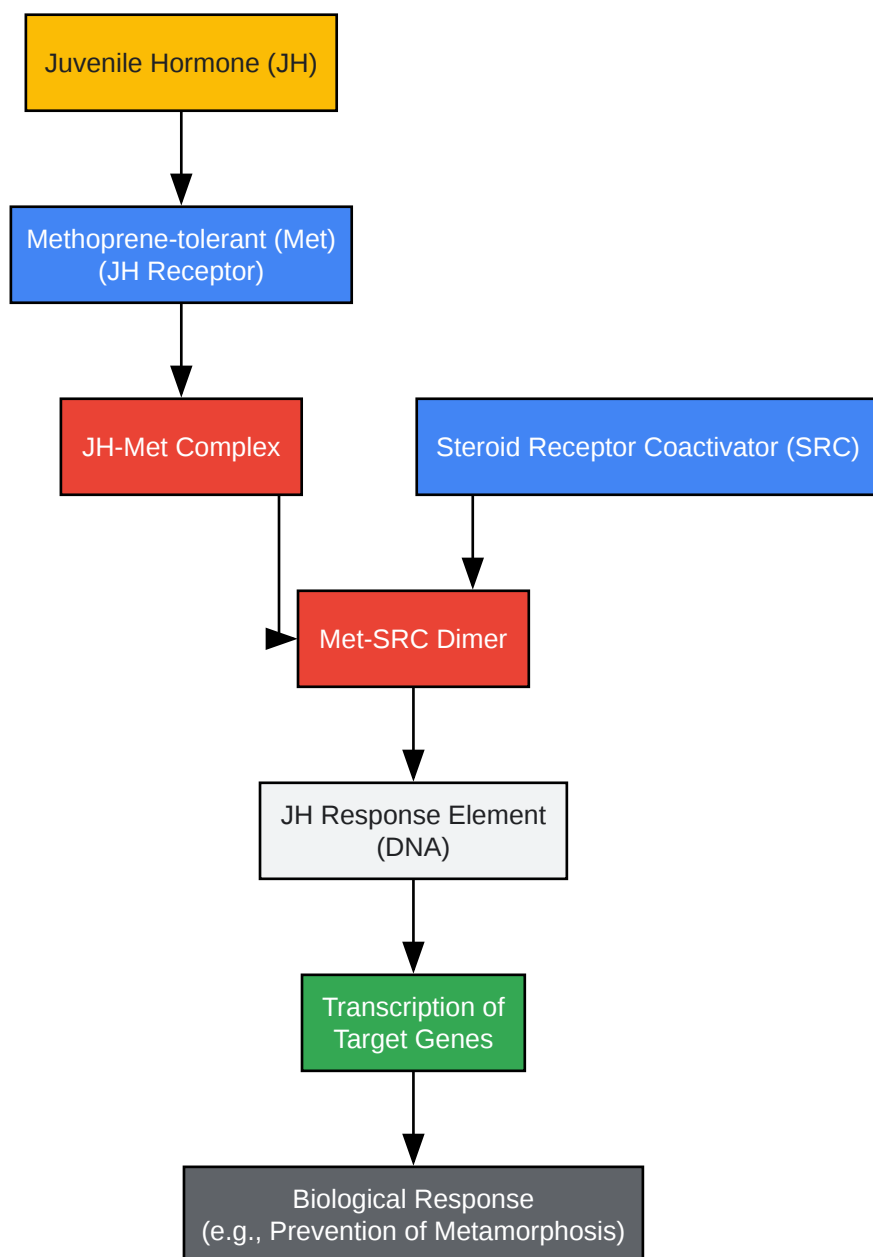 Juvenile Hormone (JH)
Methoprene-tolerant (Met)
(JH Receptor)
JH-Met Complex
Steroid Receptor Coactivator (SRC)
Met-SRC Dimer
JH Response Element
(DNA)
Transcription of
Target Genes
Biological Response
(e.g., Prevention of Metamorphosis)